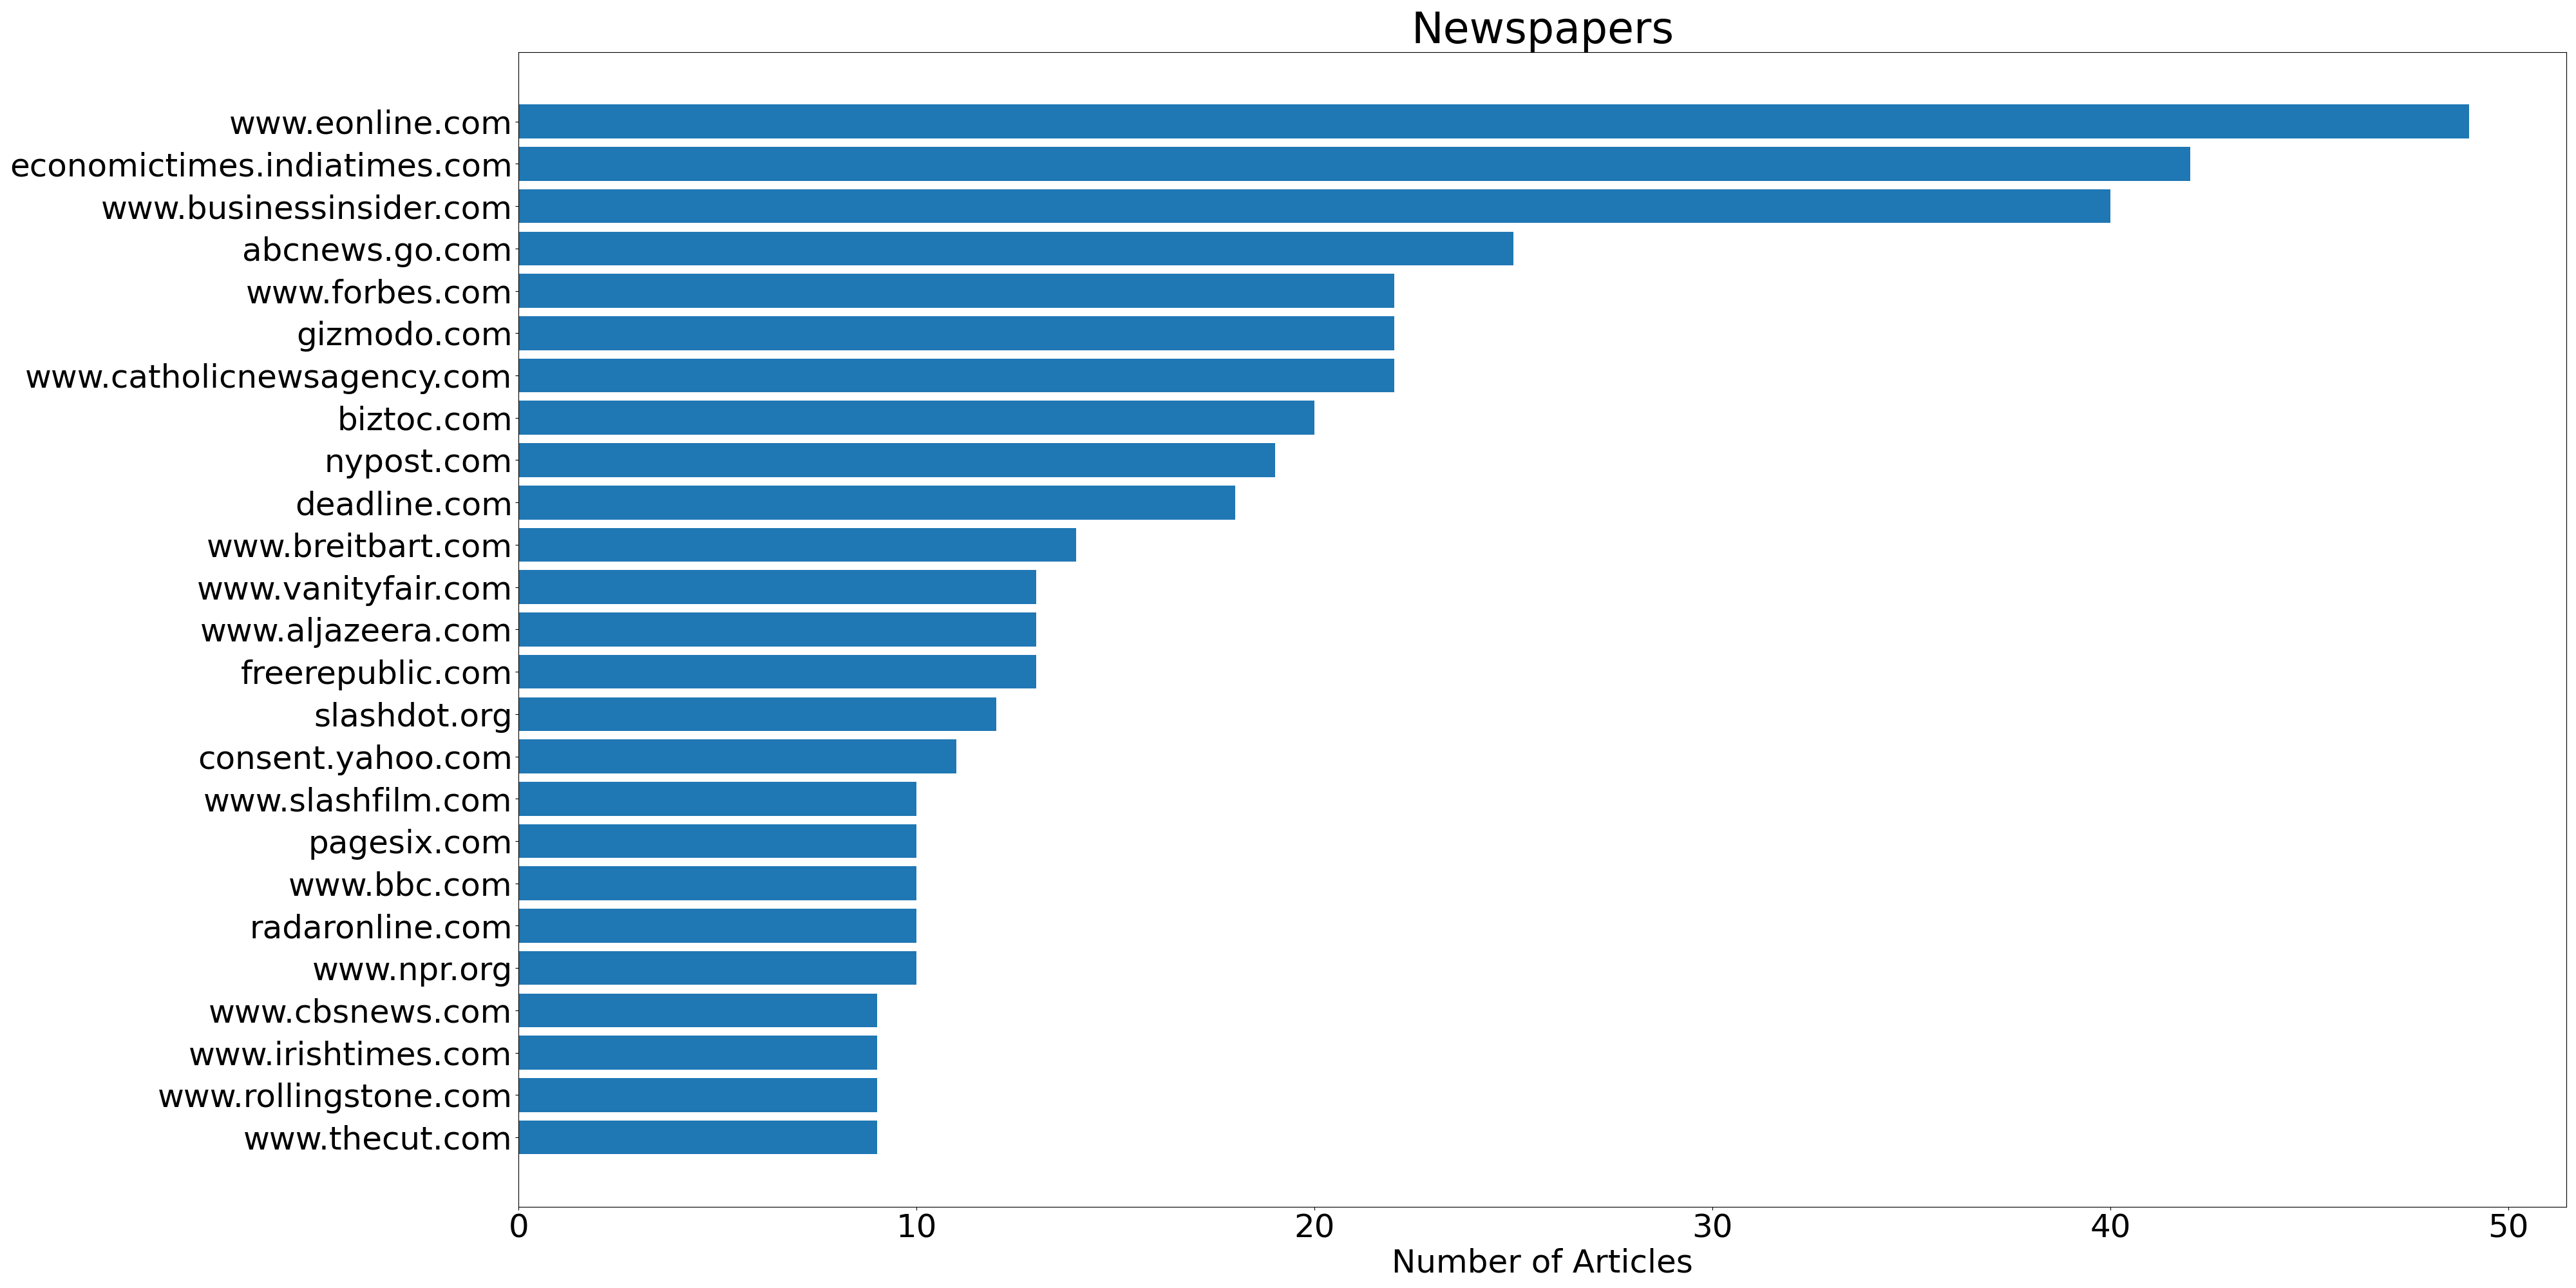 Newspapers
www.eonline.com
economictimes.indiatimes.com
www.businessinsider.com
abcnews.go.com
www.forbes.com
gizmodo.com
www.catholicnewsagency.com
biztoc.com
nypost.com
deadline.com
www.breitbart.com
www.vanityfair.com
www.aljazeera.com
freerepublic.com
slashdot.org
consent.yahoo.com
www.slashfilm.com
pagesix.com
www.bbc.com
radaronline.com
www.npr.org
www.cbsnews.com
www.irishtimes.com
www.rollingstone.com
www.thecut.com
0 10 20 30 40 50
Number of Articles